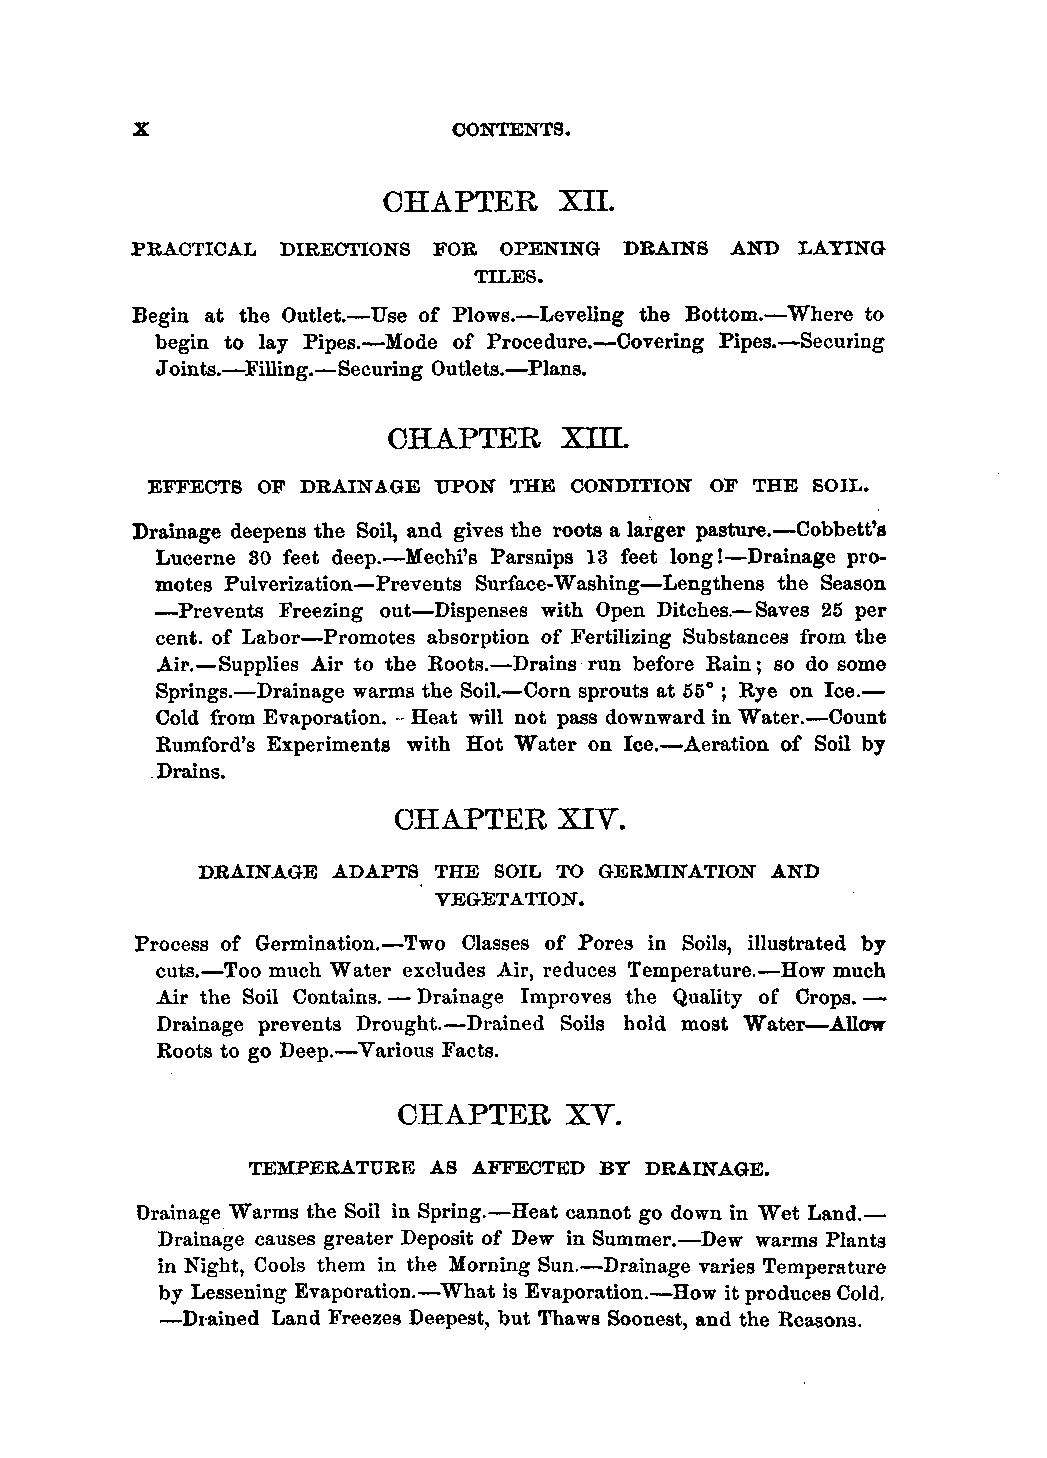 X CONTENTS.
CHAPTER XII.
PRACTICAL DIRECTIONS FOR OPENING DRAINS AND LAYING
TILES.
Begin at the Outlet.—Use of Plows.—Leveling the Bottom.—Where to
begin to lay Pipes.—Mode of Procedure.—Covering Pipes.—Securing
Joints.—Filling.—Securing Outlets.—Plans.
CHAPTER XIII.
EFFECTS OF DRAINAGE UPON THE CONDITION OF THE SOIL.
Drainage deepens the Soil, and gives the roots a larger pasture.—Cobbett's
Lucerne 30 feet deep.—Mechi's Parsnips 13 feet long!—Drainage pro-
motes Pulverization—Prevents Surface-Washing—Lengthens the Season
—Prevents Freezing out—Dispenses with Open Ditches.—Saves 25 per
cent. of Labor—Promotes absorption of Fertilizing Substances from the
Air.—Supplies Air to the Roots.—Drains run before Rain; so do some
Springs.—Drainage warms the Soil.—Corn sprouts at 55°; Rye on Ice.—
Cold from Evaporation.—Heat will not pass downward in Water.—Count
Rumford's Experiments with Hot Water on Ice.—Aeration of Soil by
Drains.
CHAPTER XIV.
DRAINAGE ADAPTS THE SOIL TO GERMINATION AND
VEGETATION.
Process of Germination.—Two Classes of Pores in Soils, illustrated by
cuts.—Too much Water excludes Air, reduces Temperature.—How much
Air the Soil Contains.—Drainage Improves the Quality of Crops.—
Drainage prevents Drought.—Drained Soils hold most Water—Allow
Roots to go Deep.—Various Facts.
CHAPTER XV.
TEMPERATURE AS AFFECTED BY DRAINAGE.
Drainage Warms the Soil in Spring.—Heat cannot go down in Wet Land.—
Drainage causes greater Deposit of Dew in Summer.—Dew warms Plants
in Night, Cools them in the Morning Sun.—Drainage varies Temperature
by Lessening Evaporation.—What is Evaporation.—How it produces Cold.
—Drained Land Freezes Deepest, but Thaws Soonest, and the Reasons.